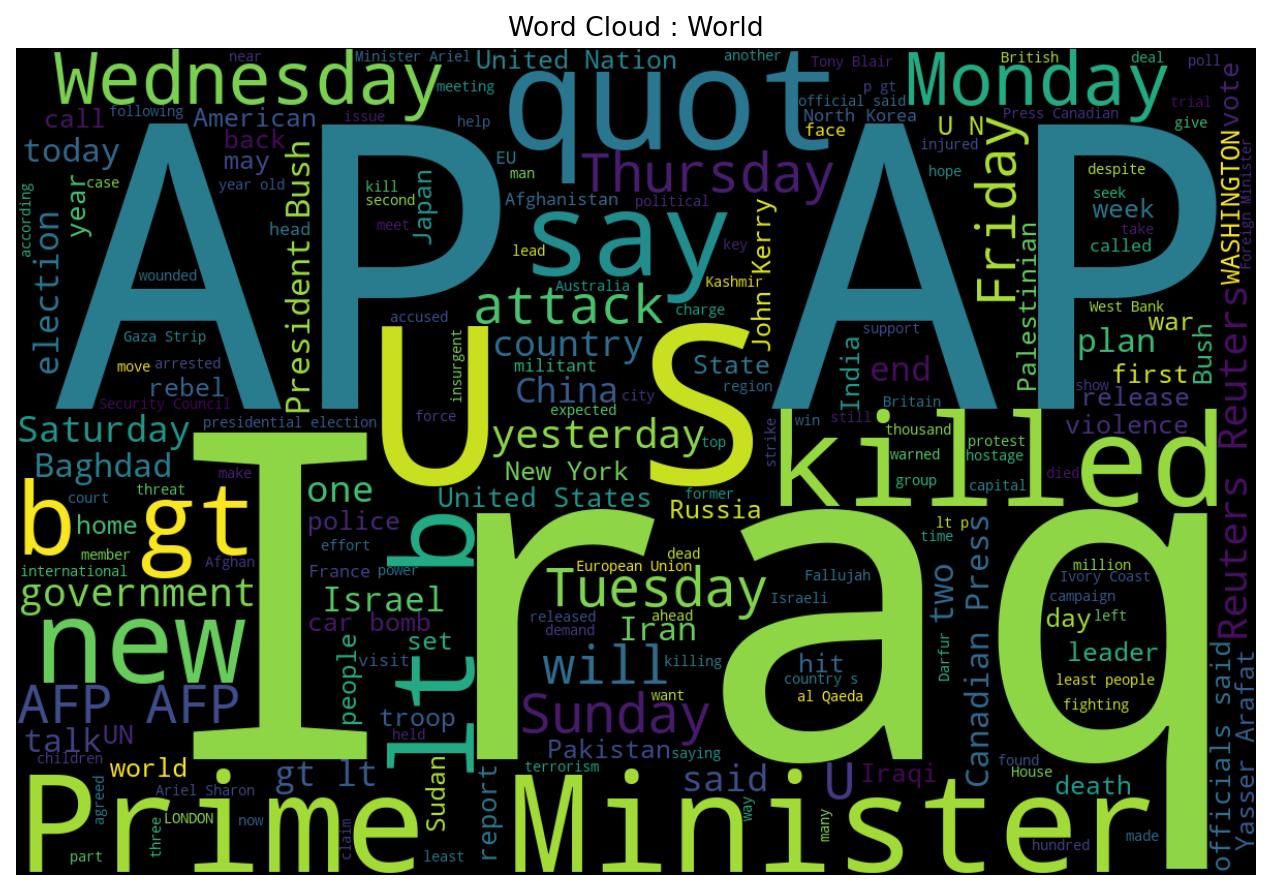 Word Cloud : World
near
Minister Ariel
United Nation
another
Tony Blair
British
deal
poll
Wednesday
meeting
quot
p gt
Monday
official said
following
call
American
issue
help
North Korea
Press Canadian
trial
give
vote
today
back
may
face
U N
injured
AP AP
President Bush
EU
man
Thursday
Friday
hope
despite
WASHINGTON
Foreign Minister
according
year
case
year old
kill
second
Japan
Afghanistan
political
seek
week
take
called
election
head
meet
say
key
John Kerry
lead
wounded
Kashmir
Palestinian
Australia
attack
charge
West Bank
war
Gaza Strip
accused
support
plan
Bush
move
arrested
rebel
insurgent
country
militant
State
India
end
first
Security Council
U S
China
city
region
show
release
Reuters Reuters
force
expected
Britain
Saturday
presidential election
yesterday
top
strike
win
still
killed
thousand
violence
protest
Baghdad
make
New York
warned
hostage
died
threat
one
group
capital
court
United States
former
b gt
home
police
Russia
lt p
time
member
Afghan
effort
lt b
dead
Canadian Press
international
France
power
European Union
Fallujah
million
Ivory Coast
government
Israel
Tuesday
Israeli
two
campaign
Iraq
car bomb
released
ahead
day
left
new
demand
Iran
set
people
visit
will
killing
hit
Darfur
leader
country s
least people
AFP AFP
want
al Qaeda
fighting
troop
Sunday
talk
UN
held
Pakistan
saying
officials said
Yasser Arafat
children
world
gt lt
terrorism
said
U
Iraqi
found
House
death
Prime Minister
Ariel Sharon
Sudan
report
agreed
three
LONDON
now
claim
way
many
made
part
least
hundred